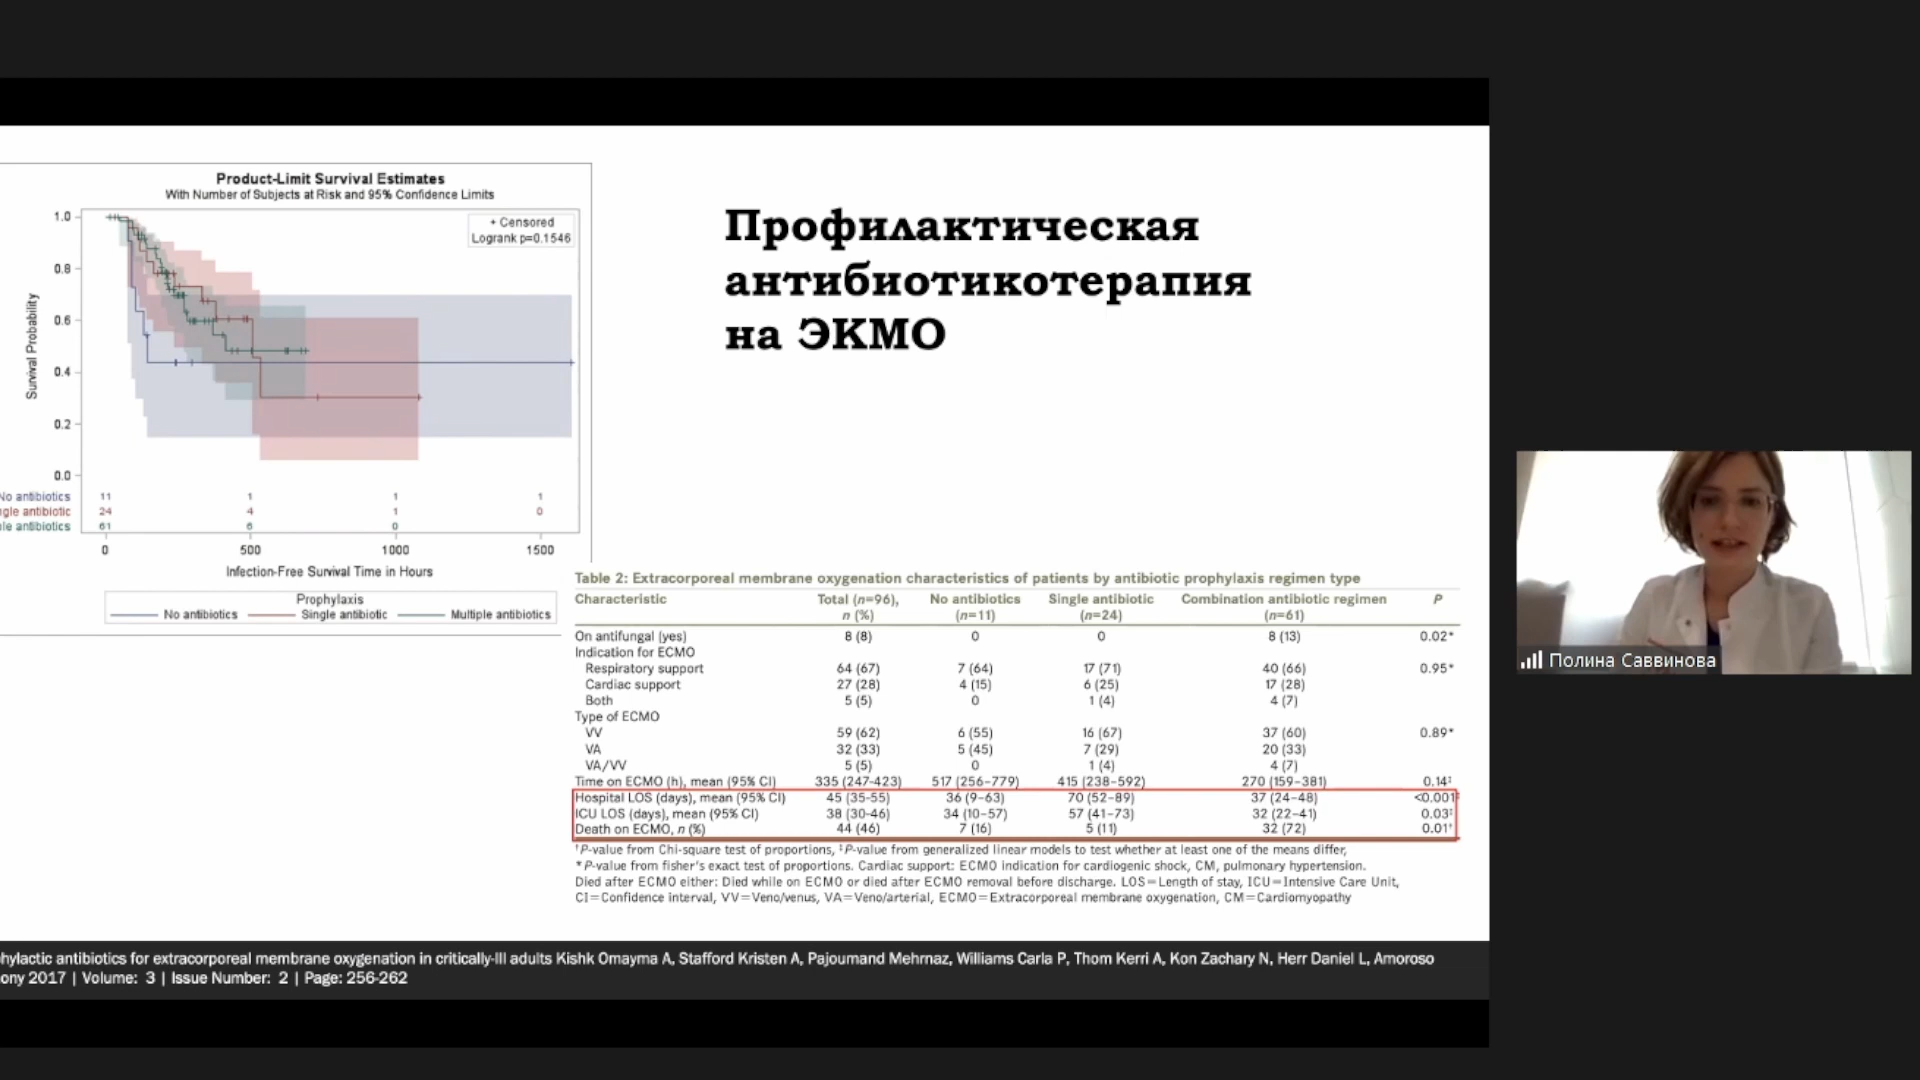 Product-Limit Survival Estimates
With Number of Subjects at Risk and 95% Confidence Limits
+ Censored
Logrank p=0.1546
Survival Probability
1.0
0.8
0.6
0.4
0.2
0.0
No antibiotics 11 1 1 1
ngle antibiotic 24 4 1 0
ple antibiotics 61 6 0
0 500 1000 1500
Infection-Free Survival Time in Hours
Prophylaxis
No antibiotics Single antibiotic Multiple antibiotics
Профилактическая
антибиотикотерапия
на ЭКМО
Table 2: Extracorporeal membrane oxygenation characteristics of patients by antibiotic prophylaxis regimen type
Characteristic Total (n=96), No antibiotics Single antibiotic Combination antibiotic regimen P
n (%) (n=11) (n=24) (n=61)
On antifungal (yes) 8 (8) 0 0 8 (13) 0.02*
Indication for ECMO
Respiratory support 64 (67) 7 (64) 17 (71) 40 (66) 0.95*
Cardiac support 27 (28) 4 (15) 6 (25) 17 (28)
Both 5 (5) 0 1 (4) 4 (7)
Type of ECMO
VV 59 (62) 6 (55) 16 (67) 37 (60) 0.89*
VA 32 (33) 5 (45) 7 (29) 20 (33)
VA/VV 5 (5) 0 1 (4) 4 (7)
Time on ECMO (h), mean (95% CI) 335 (247-423) 517 (256–779) 415 (238–592) 270 (159–381) 0.14‡
Hospital LOS (days), mean (95% CI) 45 (35-55) 36 (9–63) 70 (52–89) 37 (24–48) <0.001‡
ICU LOS (days), mean (95% CI) 38 (30-46) 34 (10–57) 57 (41–73) 32 (22–41) 0.03‡
Death on ECMO, n (%) 44 (46) 7 (16) 5 (11) 32 (72) 0.01†
†P-value from Chi-square test of proportions, ‡P-value from generalized linear models to test whether at least one of the means differ,
*P-value from fisher's exact test of proportions. Cardiac support: ECMO indication for cardiogenic shock, CM, pulmonary hypertension.
Died after ECMO either: Died while on ECMO or died after ECMO removal before discharge. LOS=Length of stay, ICU=Intensive Care Unit,
CI=Confidence interval, VV=Veno/venus, VA=Veno/arterial, ECMO=Extracorporeal membrane oxygenation, CM=Cardiomyopathy
hylactic antibiotics for extracorporeal membrane oxygenation in critically-Ill adults Kishk Omayma A, Stafford Kristen A, Pajoumand Mehrnaz, Williams Carla P, Thom Kerri A, Kon Zachary N, Herr Daniel L, Amoroso
ony 2017 | Volume: 3 | Issue Number: 2 | Page: 256-262
Полина Саввинова